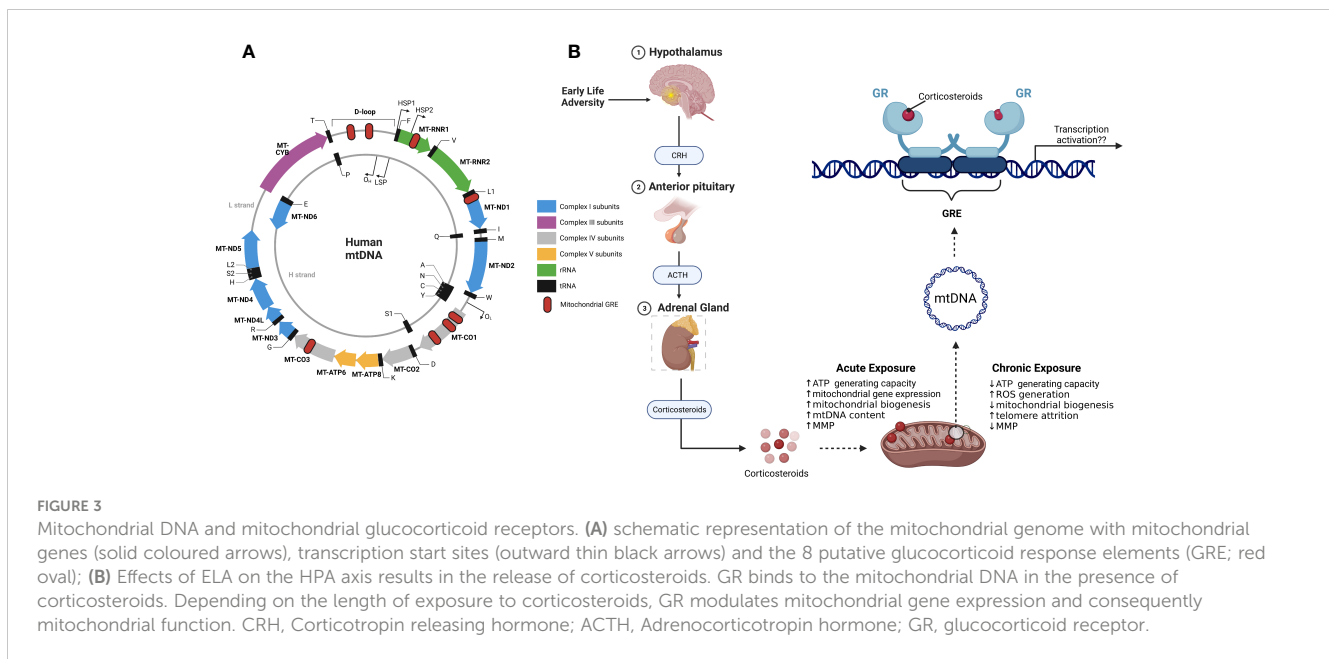 A
D-loop
T
HSP1
HSP2
F
MT-RNR1
V
MT-RNR2
L1
MT-ND1
I
M
MT-ND2
W
OL
MT-CO1
D
MT-CO2
K
MT-ATP8
MT-ATP6
MT-CO3
G
MT-ND3
R
MT-ND4L
MT-ND4
H
S2
L2
MT-ND5
L strand
MT-ND6
E
MT-
CYB
P
OH
LSP
Q
A
N
C
Y
S1
H strand
Human
mtDNA
Complex I subunits
Complex III subunits
Complex IV subunits
Complex V subunits
rRNA
tRNA
Mitochondrial GRE
B
1 Hypothalamus
Early Life
Adversity
CRH
2 Anterior pituitary
ACTH
3 Adrenal Gland
Corticosteroids
Corticosteroids
Acute Exposure
↑ATP generating capacity
↑mitochondrial gene expression
↑mitochondrial biogenesis
↑mtDNA content
↑MMP
Chronic Exposure
↓ATP generating capacity
↑ROS generation
↓mitochondrial biogenesis
↑telomere attrition
↓MMP
mtDNA
GRE
GR
Corticosteroids
GR
Transcription
activation??
FIGURE 3
Mitochondrial DNA and mitochondrial glucocorticoid receptors. (A) schematic representation of the mitochondrial genome with mitochondrial
genes (solid coloured arrows), transcription start sites (outward thin black arrows) and the 8 putative glucocorticoid response elements (GRE; red
oval); (B) Effects of ELA on the HPA axis results in the release of corticosteroids. GR binds to the mitochondrial DNA in the presence of
corticosteroids. Depending on the length of exposure to corticosteroids, GR modulates mitochondrial gene expression and consequently
mitochondrial function. CRH, Corticotropin releasing hormone; ACTH, Adrenocorticotropin hormone; GR, glucocorticoid receptor.